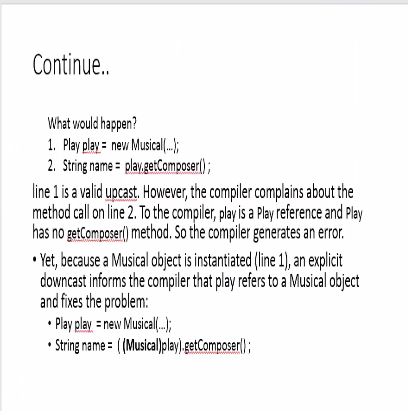 Continue..
What would happen?
1. Play play = new Musical(...);
2. String name = play.getComposer() ;
line 1 is a valid upcast. However, the compiler complains about the
method call on line 2. To the compiler, play is a Play reference and Play
has no getComposer() method. So the compiler generates an error.
• Yet, because a Musical object is instantiated (line 1), an explicit
downcast informs the compiler that play refers to a Musical object
and fixes the problem:
• Play play = new Musical(...);
• String name = ( (Musical)play).getComposer() ;